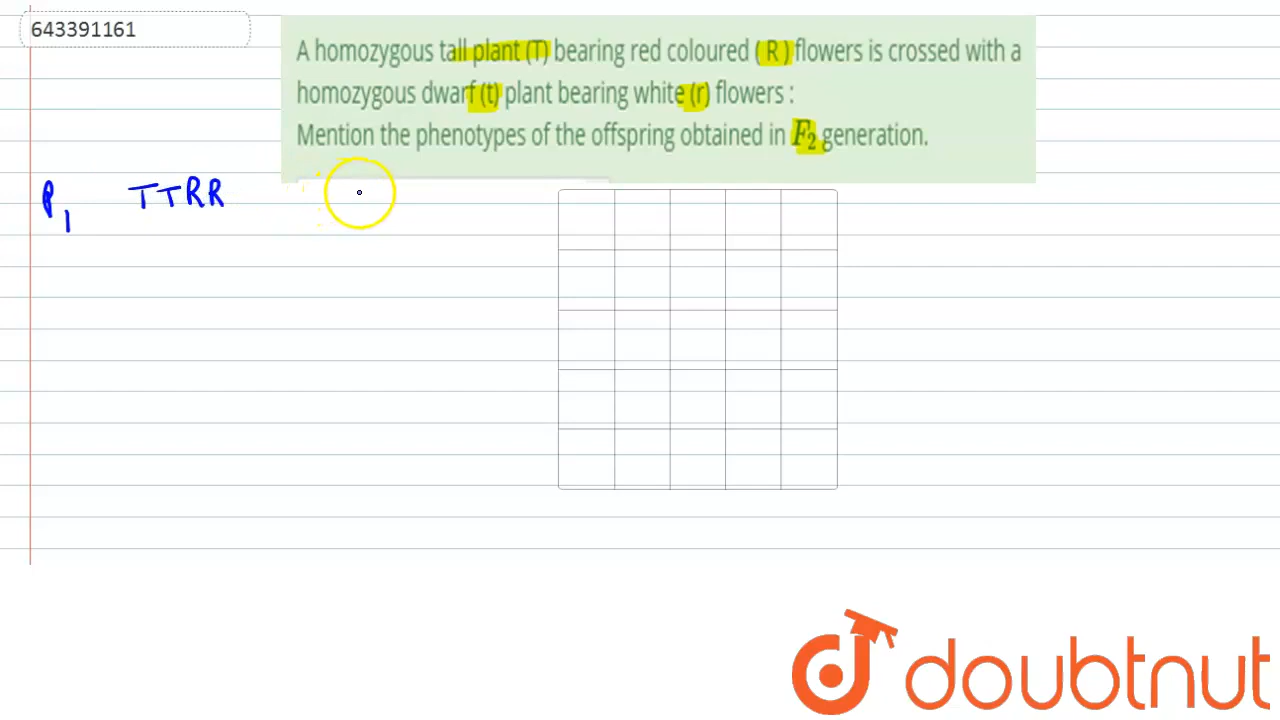 643391161
A homozygous tall plant (T) bearing red coloured ( R ) flowers is crossed with a
homozygous dwarf (t) plant bearing white (r) flowers :
Mention the phenotypes of the offspring obtained in F₂ generation.
P₁ TTRR
doubtnut